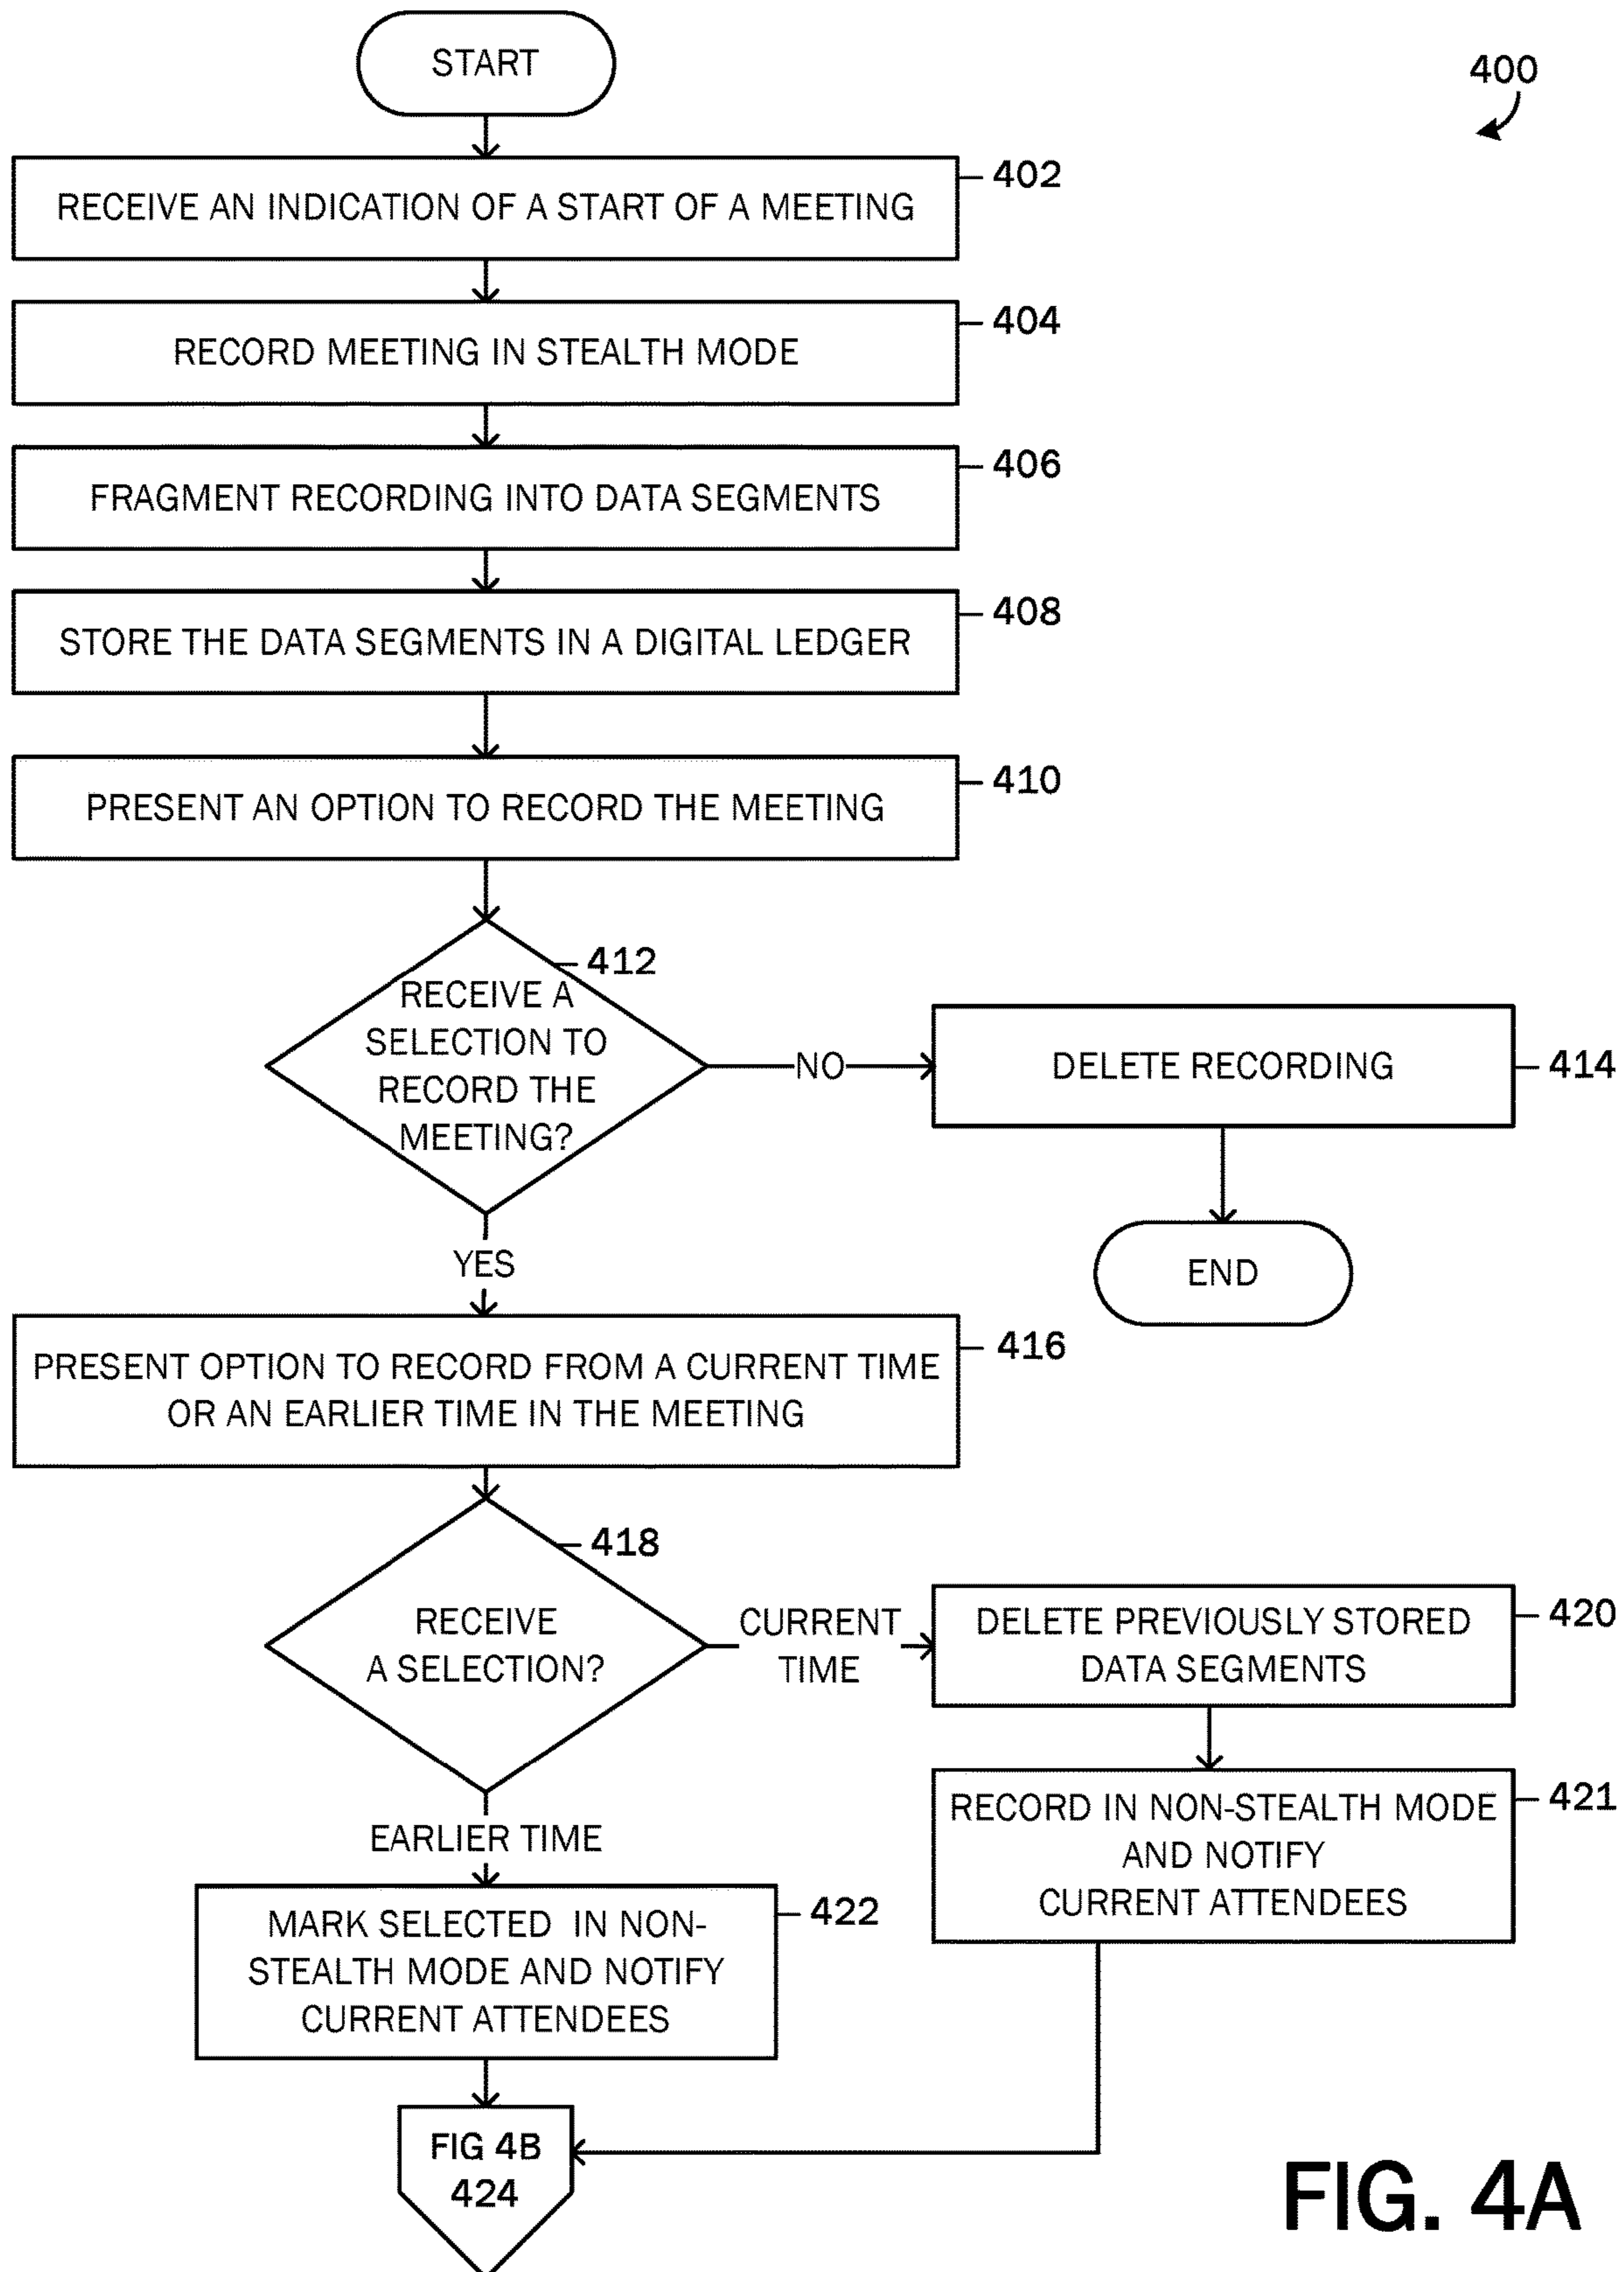 START
400
RECEIVE AN INDICATION OF A START OF A MEETING
402
RECORD MEETING IN STEALTH MODE
404
FRAGMENT RECORDING INTO DATA SEGMENTS
406
STORE THE DATA SEGMENTS IN A DIGITAL LEDGER
408
PRESENT AN OPTION TO RECORD THE MEETING
410
412
RECEIVE A
SELECTION TO
RECORD THE
MEETING?
NO
DELETE RECORDING
414
END
YES
PRESENT OPTION TO RECORD FROM A CURRENT TIME
OR AN EARLIER TIME IN THE MEETING
416
418
RECEIVE
A SELECTION?
CURRENT
TIME
DELETE PREVIOUSLY STORED
DATA SEGMENTS
420
RECORD IN NON-STEALTH MODE
AND NOTIFY
CURRENT ATTENDEES
421
EARLIER TIME
MARK SELECTED IN NON-
STEALTH MODE AND NOTIFY
CURRENT ATTENDEES
422
FIG 4B
424
FIG. 4A